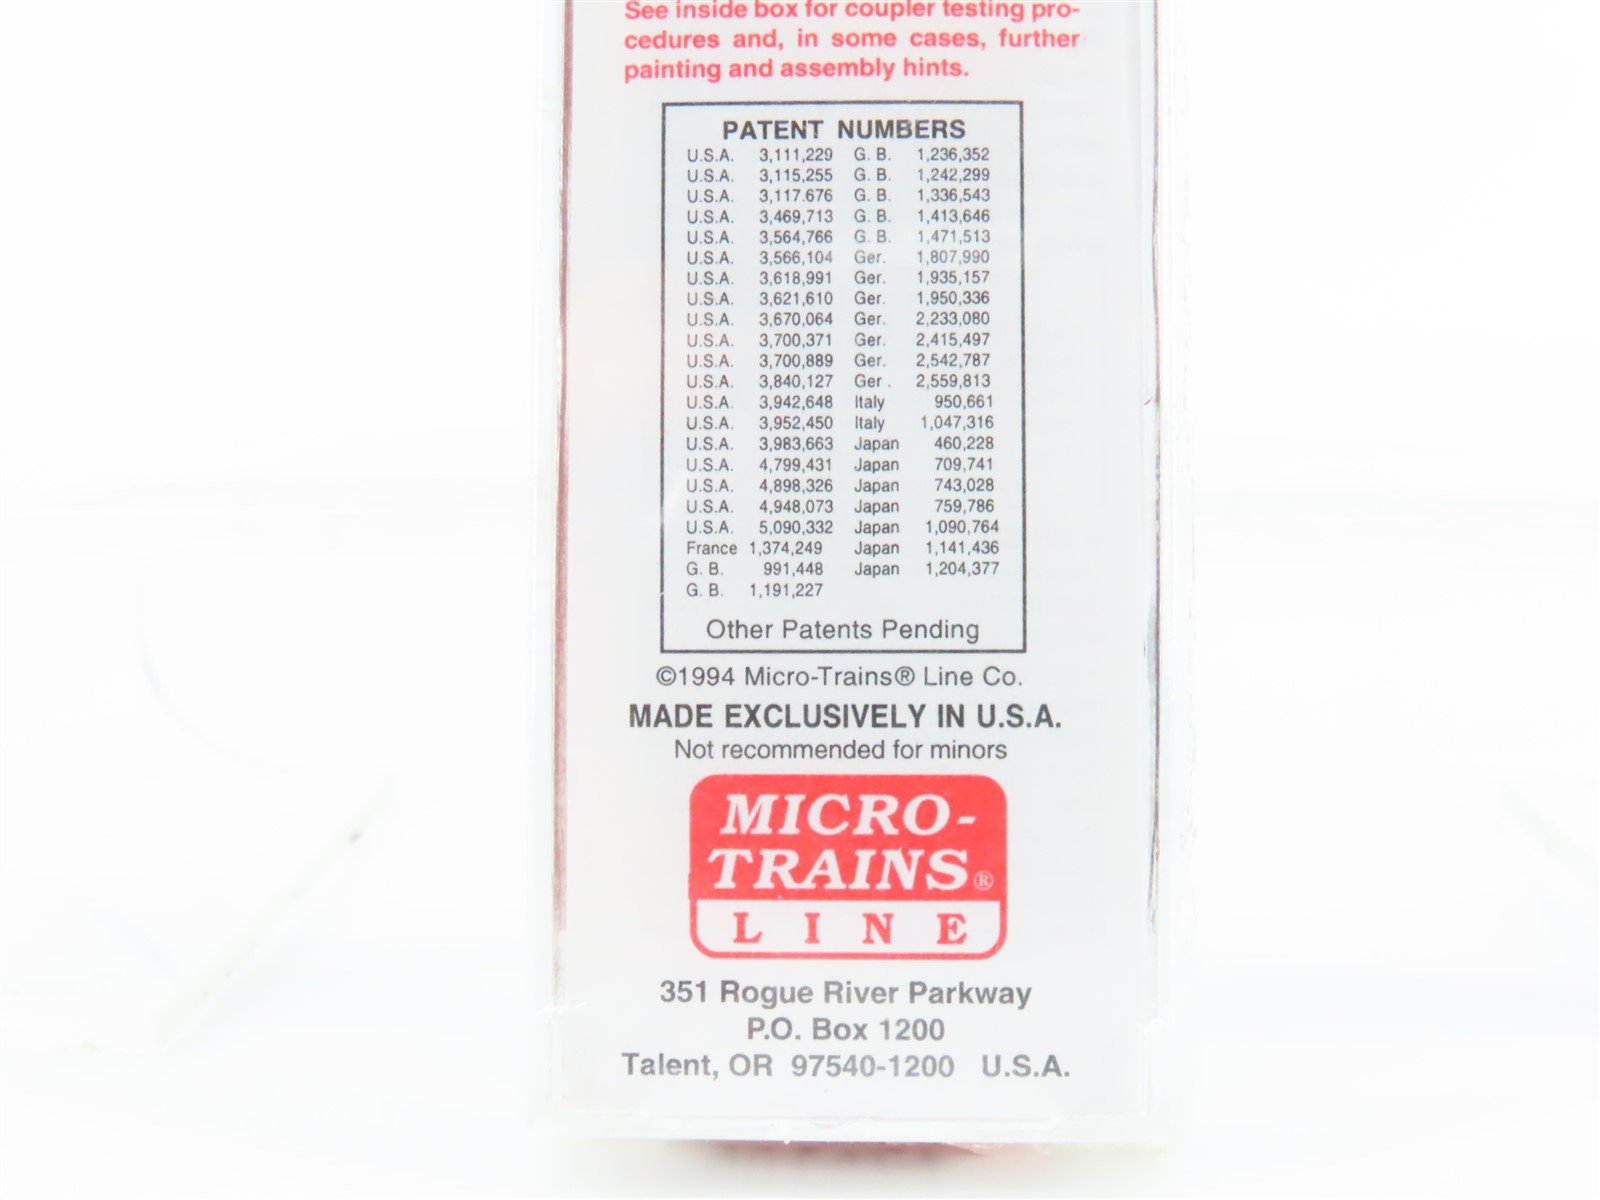 See inside box for coupler testing pro-
cedures and, in some cases, further
painting and assembly hints.
PATENT NUMBERS
U.S.A. 3,111,229 G. B. 1,236,352
U.S.A. 3,115,255 G. B. 1,242,299
U.S.A. 3,117.676 G. B. 1,336,543
U.S.A. 3,469,713 G. B. 1,413,646
U.S.A. 3,564,766 G. B. 1,471,513
U.S.A. 3,566,104 Ger. 1,807,990
U.S.A. 3,618,991 Ger. 1,935,157
U.S.A. 3,621,610 Ger. 1,950,336
U.S.A. 3,670,064 Ger. 2,233,080
U.S.A. 3,700,371 Ger. 2,415,497
U.S.A. 3,700,889 Ger. 2,542,787
U.S.A. 3,840,127 Ger . 2,559,813
U.S.A. 3,942,648 Italy 950,661
U.S.A. 3,952,450 Italy 1,047,316
U.S.A. 3,983,663 Japan 460,228
U.S.A. 4,799,431 Japan 709,741
U.S.A. 4,898,326 Japan 743,028
U.S.A. 4,948,073 Japan 759,786
U.S.A. 5,090,332 Japan 1,090,764
France 1,374,249 Japan 1,141,436
G. B. 991,448 Japan 1,204,377
G. B. 1,191,227
Other Patents Pending
©1994 Micro-Trains® Line Co.
MADE EXCLUSIVELY IN U.S.A.
Not recommended for minors
MICRO-
TRAINS®
LINE
351 Rogue River Parkway
P.O. Box 1200
Talent, OR 97540-1200 U.S.A.